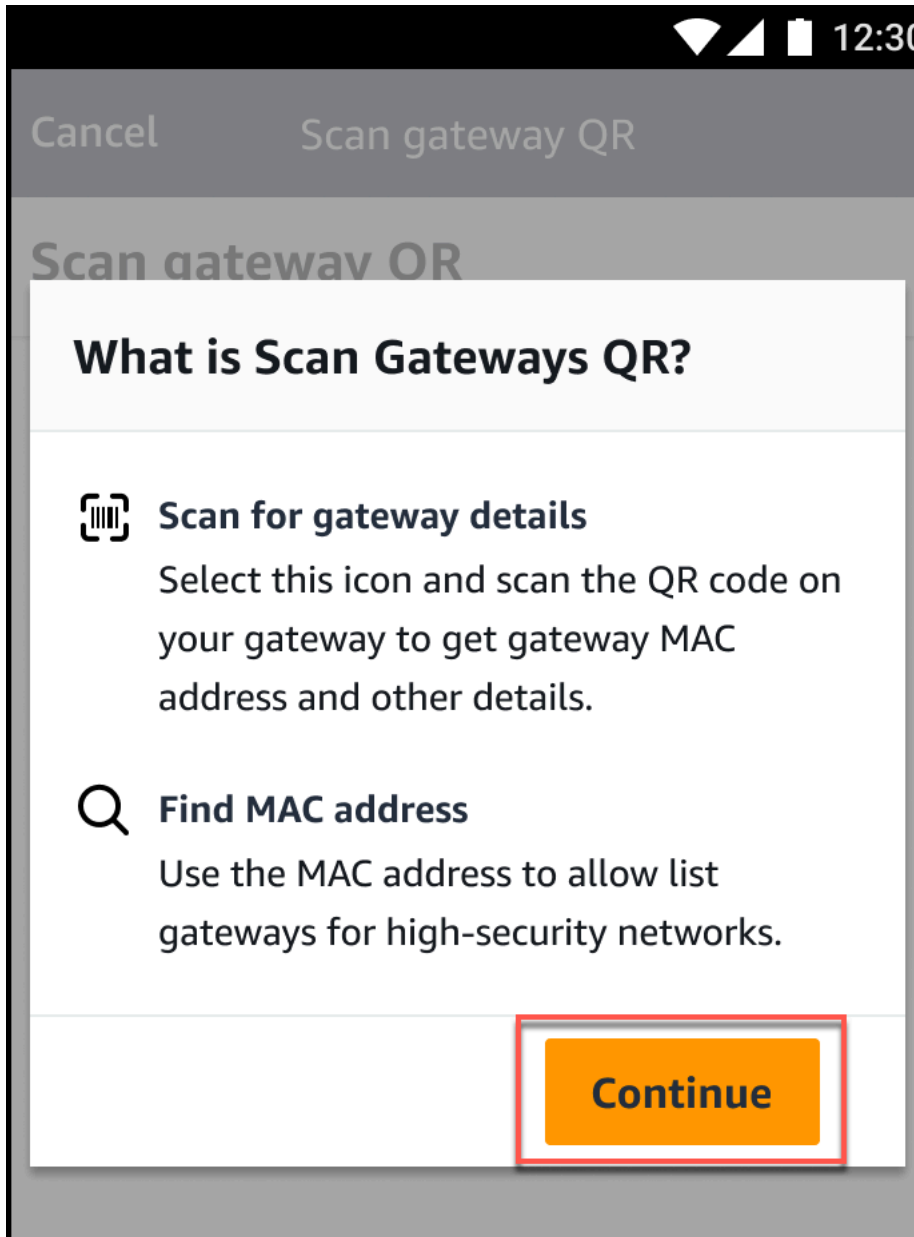 12:30
Cancel
Scan gateway QR
Scan gateway QR
What is Scan Gateways QR?
Scan for gateway details
Select this icon and scan the QR code on
your gateway to get gateway MAC
address and other details.
Find MAC address
Use the MAC address to allow list
gateways for high-security networks.
Continue